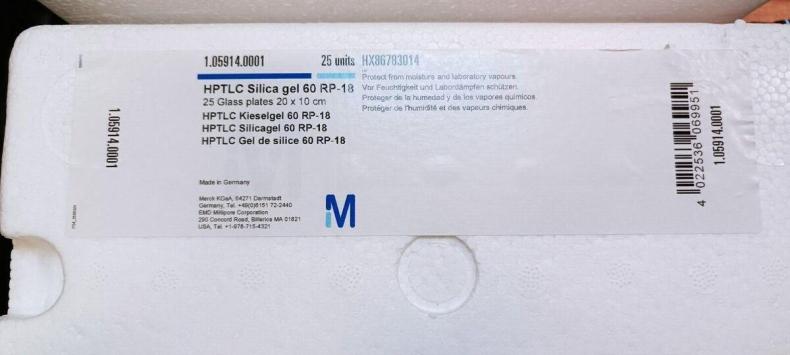 1.05914.0001
1.05914.0001 25 units HX86783014
HPTLC Silica gel 60 RP-18
25 Glass plates 20 x 10 cm
HPTLC Kieselgel 60 RP-18
HPTLC Silicagel 60 RP-18
HPTLC Gel de silice 60 RP-18
Protect from moisture and laboratory vapours.
Vor Feuchtigkeit und Labordämpfen schützen.
Proteger de la humedad y de los vapores químicos.
Protéger de l'humidité et des vapeurs chimiques.
Made in Germany
Merck KGaA, 64271 Darmstadt
Germany, Tel. +49(0)6151 72-2440
EMD Millipore Corporation
290 Concord Road, Billerica MA 01821
USA, Tel. +1-978-715-4321
M
4 022536 069951
1.05914.0001